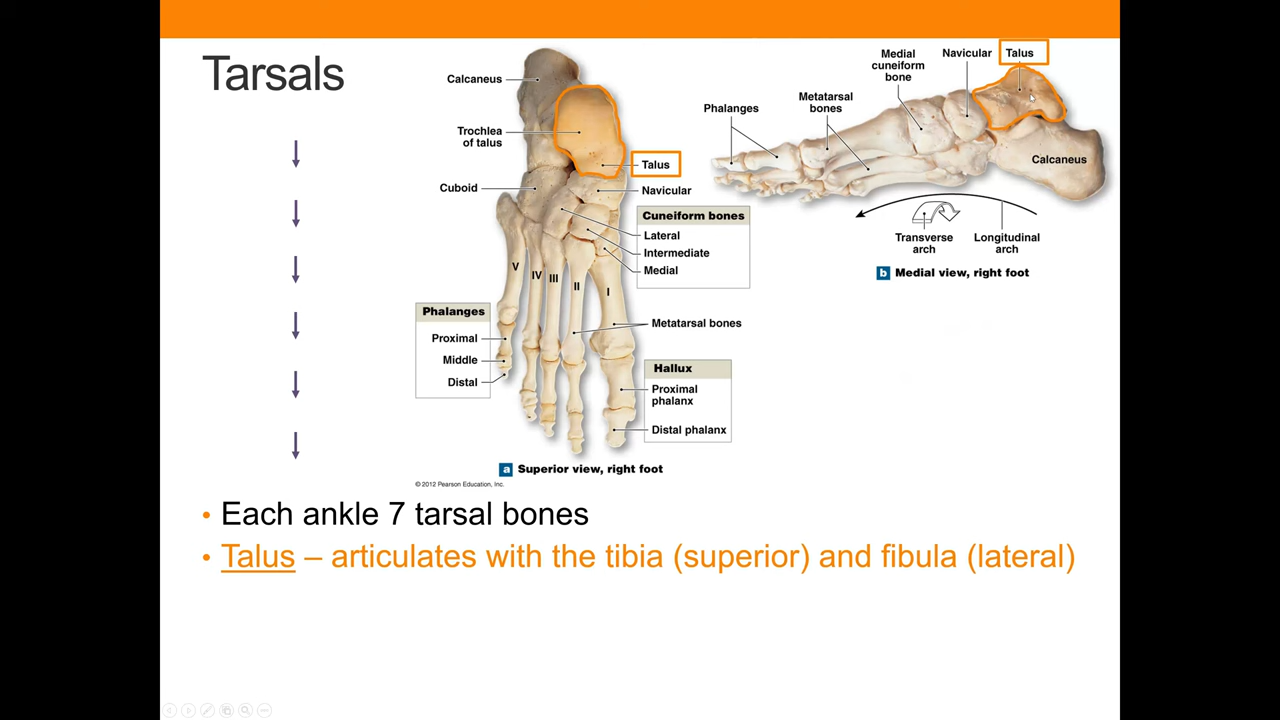 Tarsals
Calcaneus
Trochlea
of talus
Talus
Cuboid
Navicular
Cuneiform bones
Lateral
Intermediate
Medial
V
IV
III
II
I
Phalanges
Proximal
Middle
Distal
Metatarsal bones
Hallux
Proximal
phalanx
Distal phalanx
a Superior view, right foot
© 2012 Pearson Education, Inc.
Phalanges
Metatarsal
bones
Medial
cuneiform
bone
Navicular
Talus
Calcaneus
Transverse
arch
Longitudinal
arch
b Medial view, right foot
• Each ankle 7 tarsal bones
• Talus – articulates with the tibia (superior) and fibula (lateral)